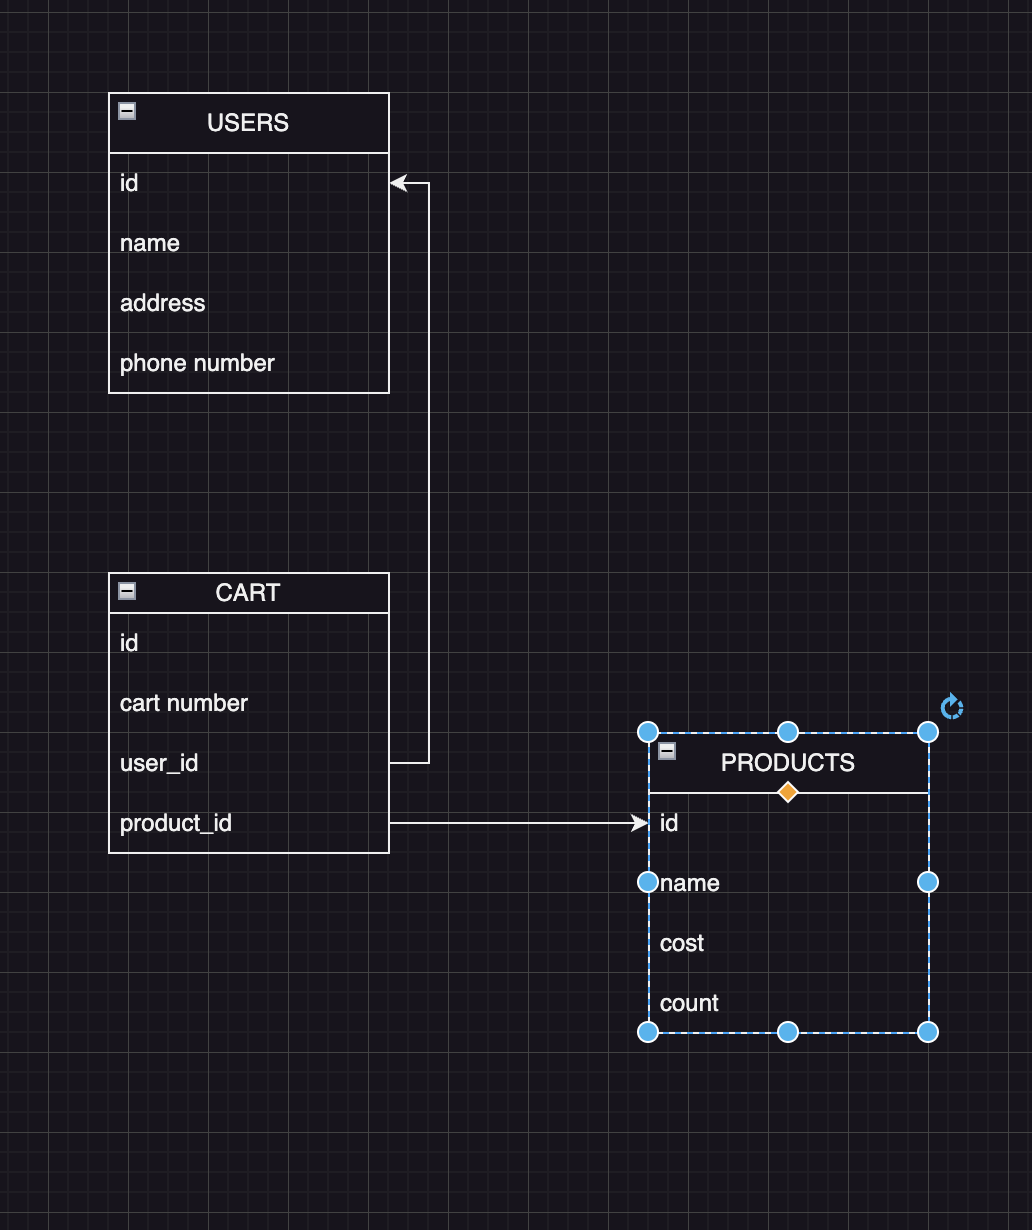 USERS
id
name
address
phone number
CART
id
cart number
user_id
product_id
PRODUCTS
id
name
cost
count